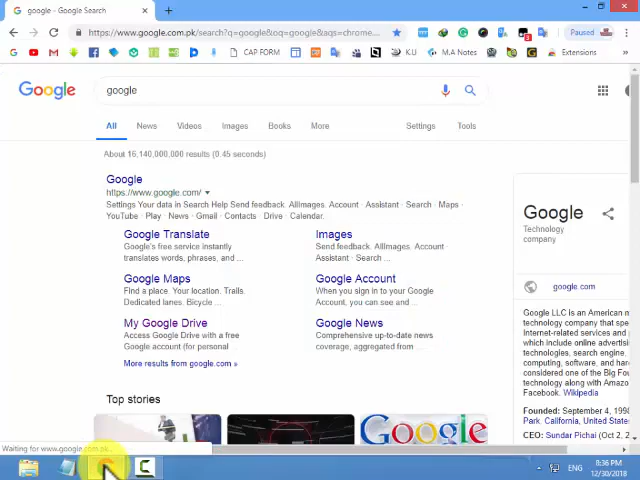 google - Google Search
https://www.google.com.pk/search?q=google&oq=google&aqs=chrome...
Paused
CAP FORM
K.U
M.A Notes
Extensions
Google
google
All
News
Videos
Images
Books
More
Settings
Tools
About 16,140,000,000 results (0.45 seconds)
Google
https://www.google.com/
Settings Your data in Search Help Send feedback. AllImages. Account · Assistant · Search · Maps ·
YouTube · Play · News · Gmail · Contacts · Drive · Calendar.
Google Translate
Google's free service instantly
translates words, phrases, and ...
Images
Send feedback. AllImages. Account ·
Assistant · Search ...
Google Maps
Find a place. Your location. Trails.
Dedicated lanes. Bicycle ...
Google Account
When you sign in to your Google
Account, you can see and ...
My Google Drive
Access Google Drive with a free
Google account (for personal
Google News
Comprehensive up-to-date news
coverage, aggregated from ...
More results from google.com »
Top stories
Google
Google
Technology
company
google.com
Google LLC is an American m
technology company that spe
Internet-related services and
which include online advertisi
technologies, search engine,
computing, software, and har
considered one of the Big Fou
technology along with Amazo
Facebook. Wikipedia
Founded: September 4, 1998
Park, California, United States
CEO: Sundar Pichai (Oct 2, 2
Waiting for www.google.com.pk...
ENG
8:36 PM
12/30/2018